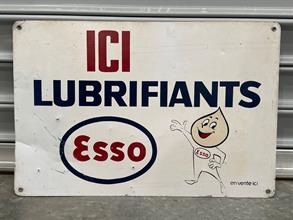 ICI
LUBRIFIANTS
Esso
Esso
en vente ici